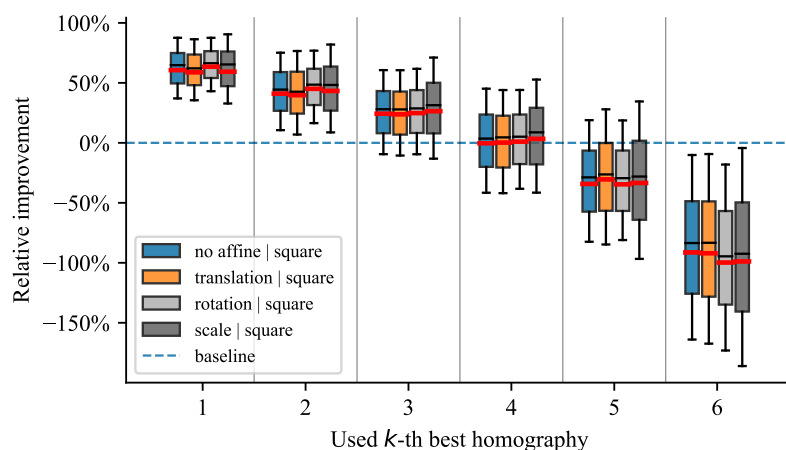 100%
50%
0%
−50%
−100%
−150%
Relative improvement
no affine | square
translation | square
rotation | square
scale | square
baseline
1 2 3 4 5 6
Used k-th best homography